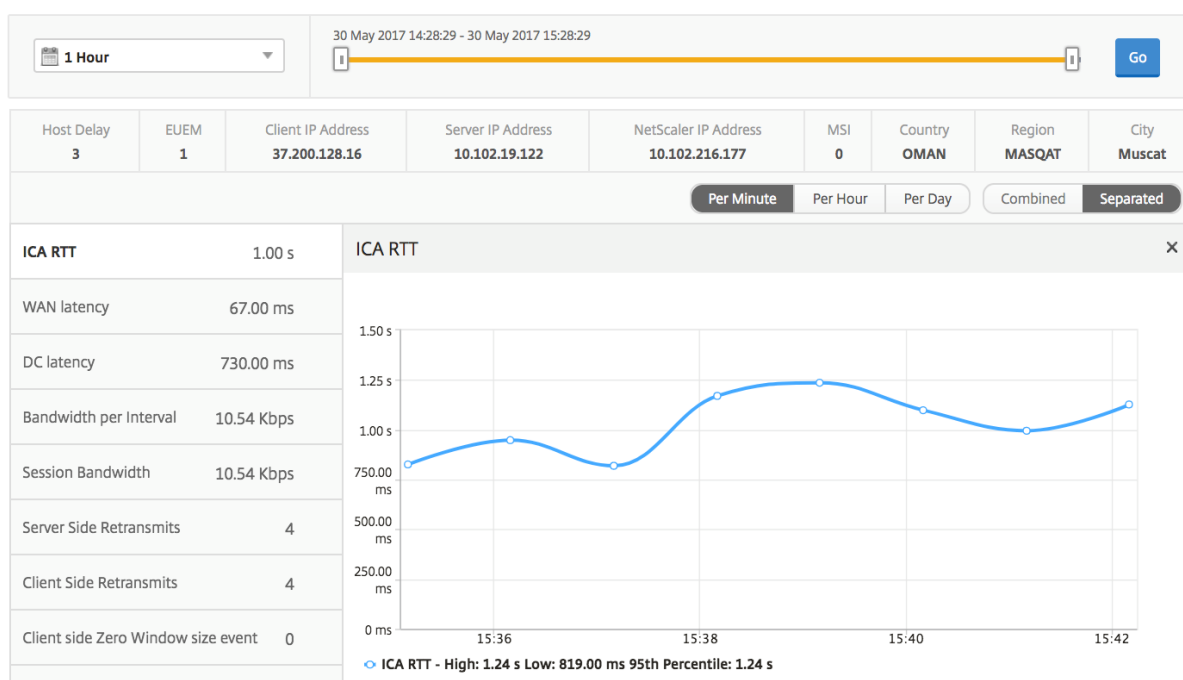 30 May 2017 14:28:29 - 30 May 2017 15:28:29
1 Hour
Go
Host Delay EUEM Client IP Address Server IP Address NetScaler IP Address MSI Country Region City
3 1 37.200.128.16 10.102.19.122 10.102.216.177 0 OMAN MASQAT Muscat
Per Minute Per Hour Per Day Combined Separated
ICA RTT 1.00 s
WAN latency 67.00 ms
DC latency 730.00 ms
Bandwidth per Interval 10.54 Kbps
Session Bandwidth 10.54 Kbps
Server Side Retransmits 4
Client Side Retransmits 4
Client side Zero Window size event 0
ICA RTT
1.50 s
1.25 s
1.00 s
750.00
ms
500.00
ms
250.00
ms
0 ms
15:36 15:38 15:40 15:42
ICA RTT - High: 1.24 s Low: 819.00 ms 95th Percentile: 1.24 s